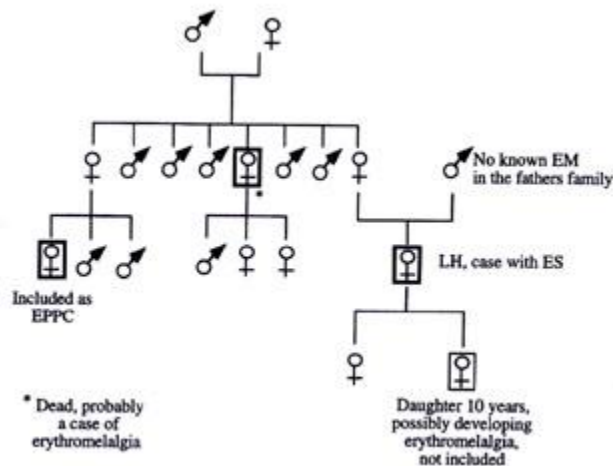 No known EM
in the fathers family
*
LH, case with ES
Included as
EPPC
* Dead, probably
a case of
erythromelalgia
Daughter 10 years,
possibly developing
erythromelalgia,
not included